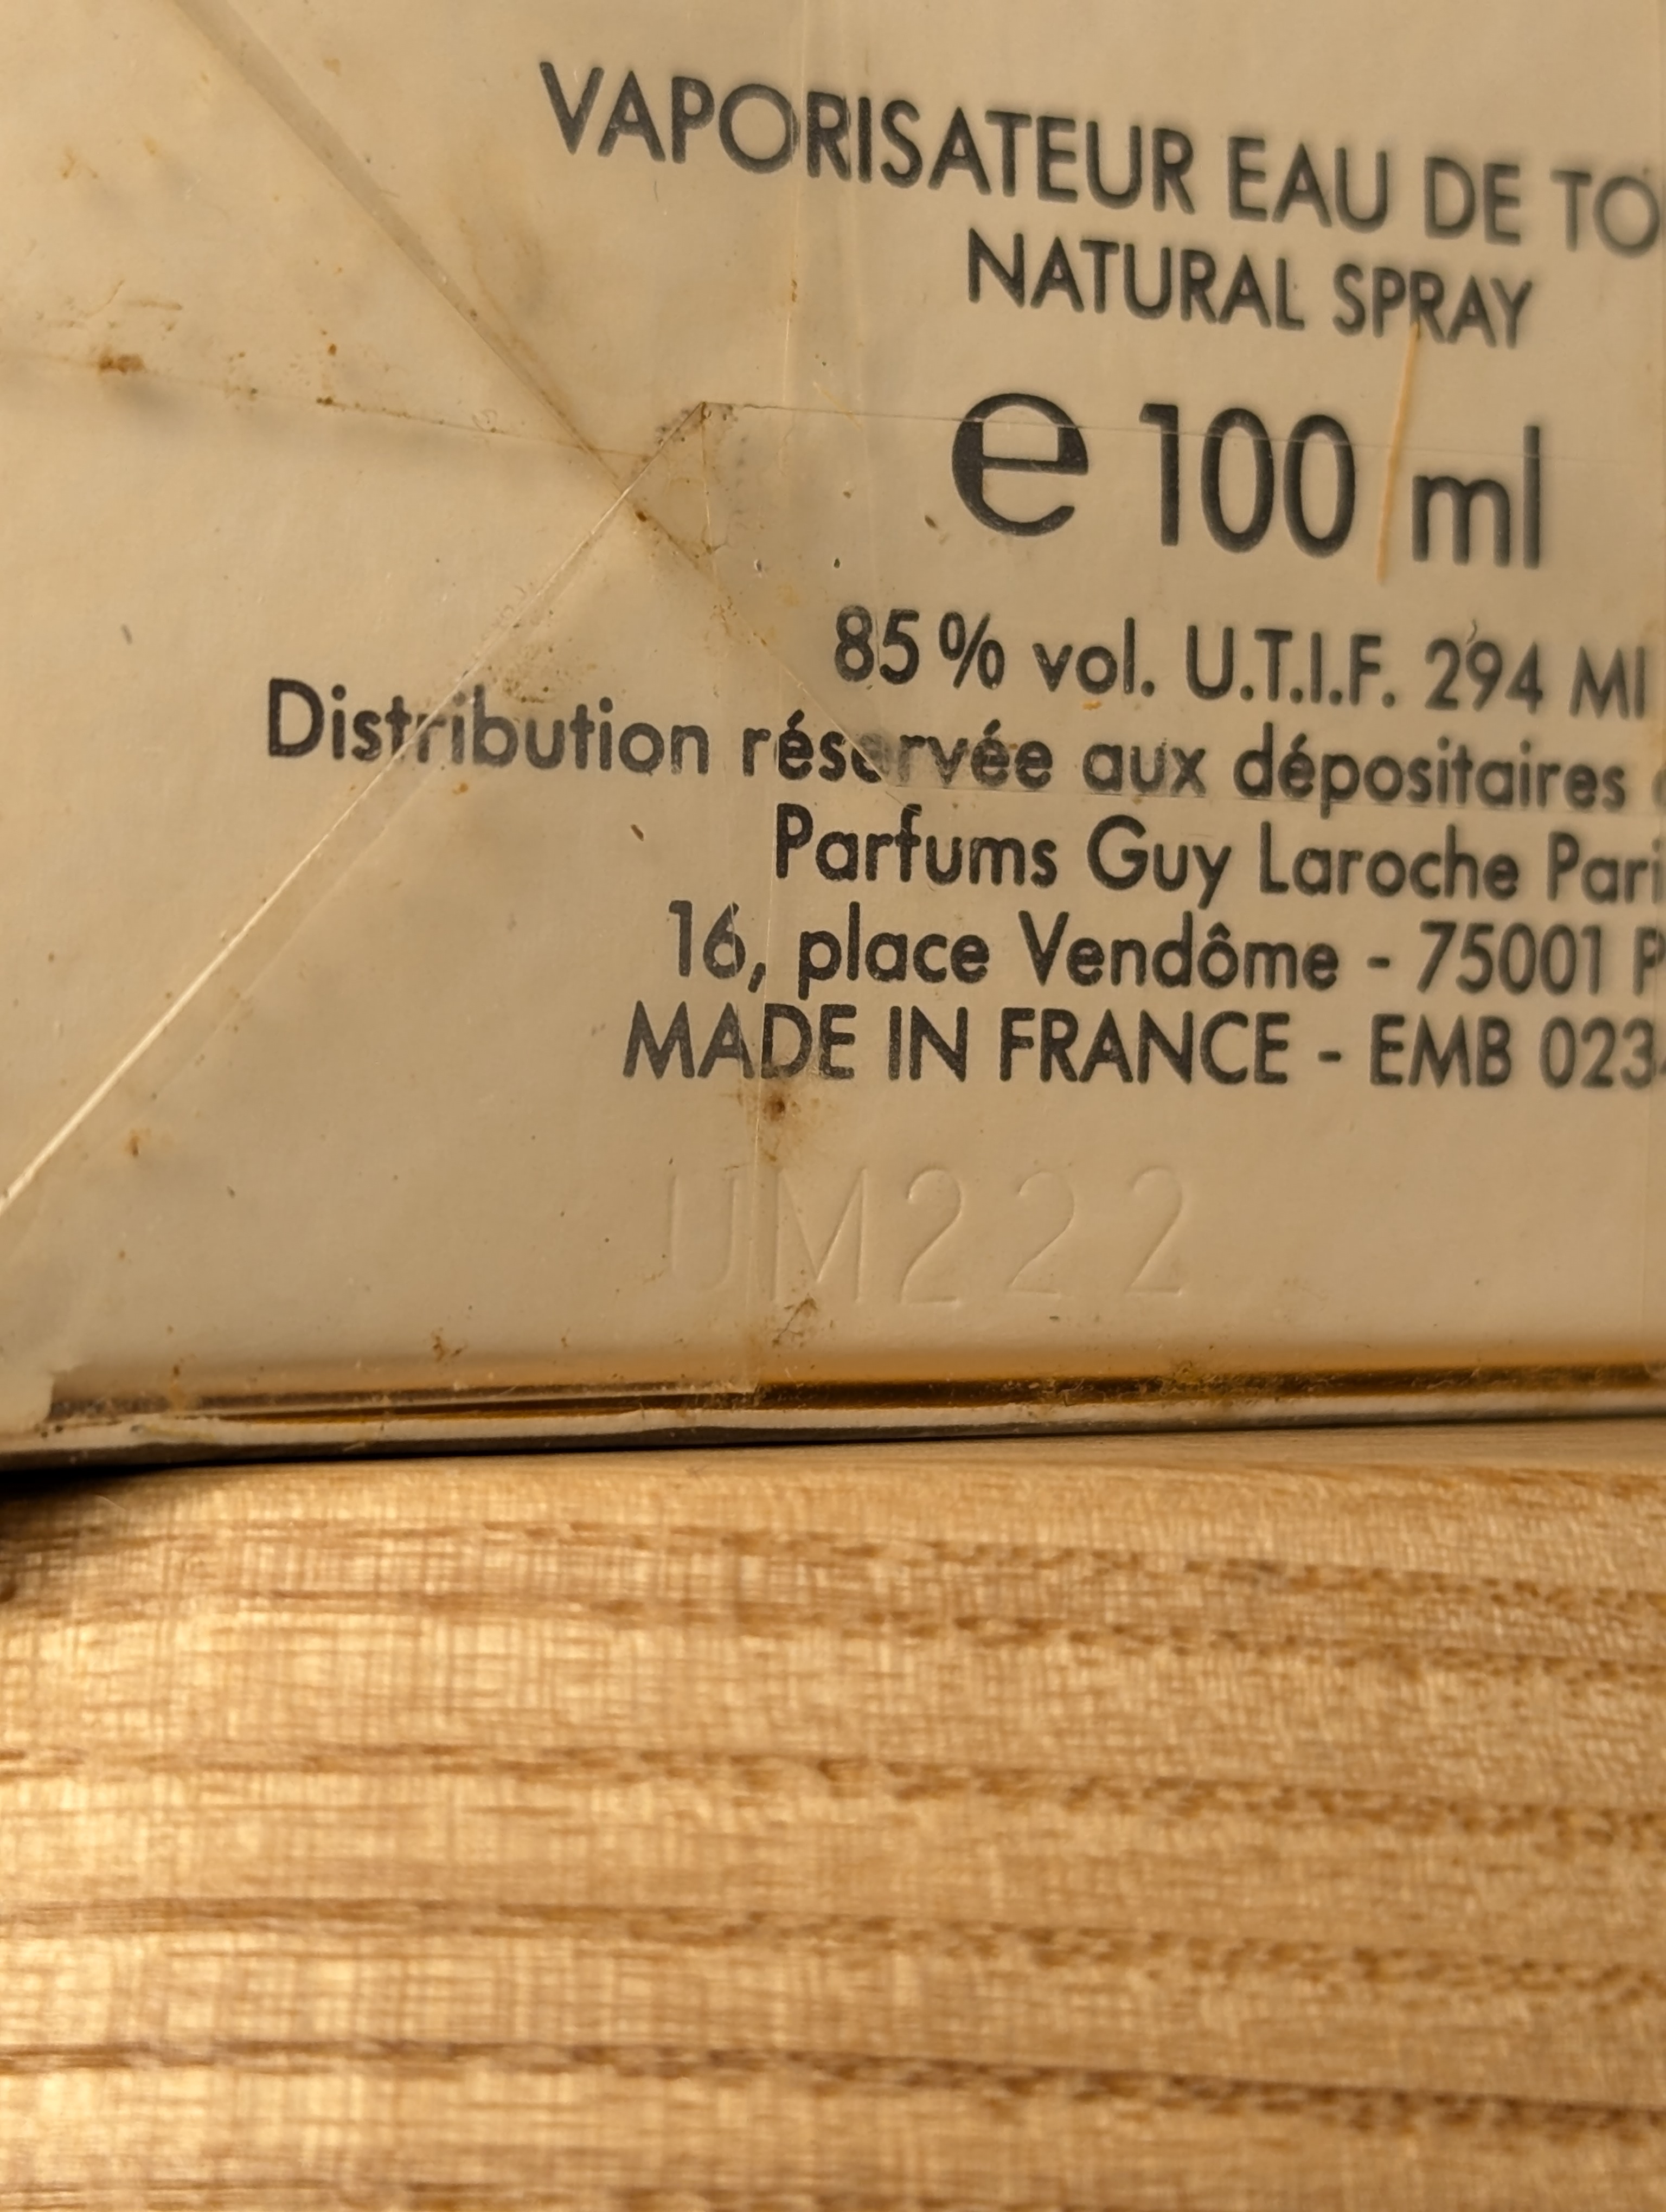 VAPORISATEUR EAU DE TO
NATURAL SPRAY
e 100 ml
85 % vol. U.T.I.F. 294 Ml
Distribution réservée aux dépositaires
Parfums Guy Laroche Pari
16, place Vendôme - 75001 P
MADE IN FRANCE - EMB 023
UM222